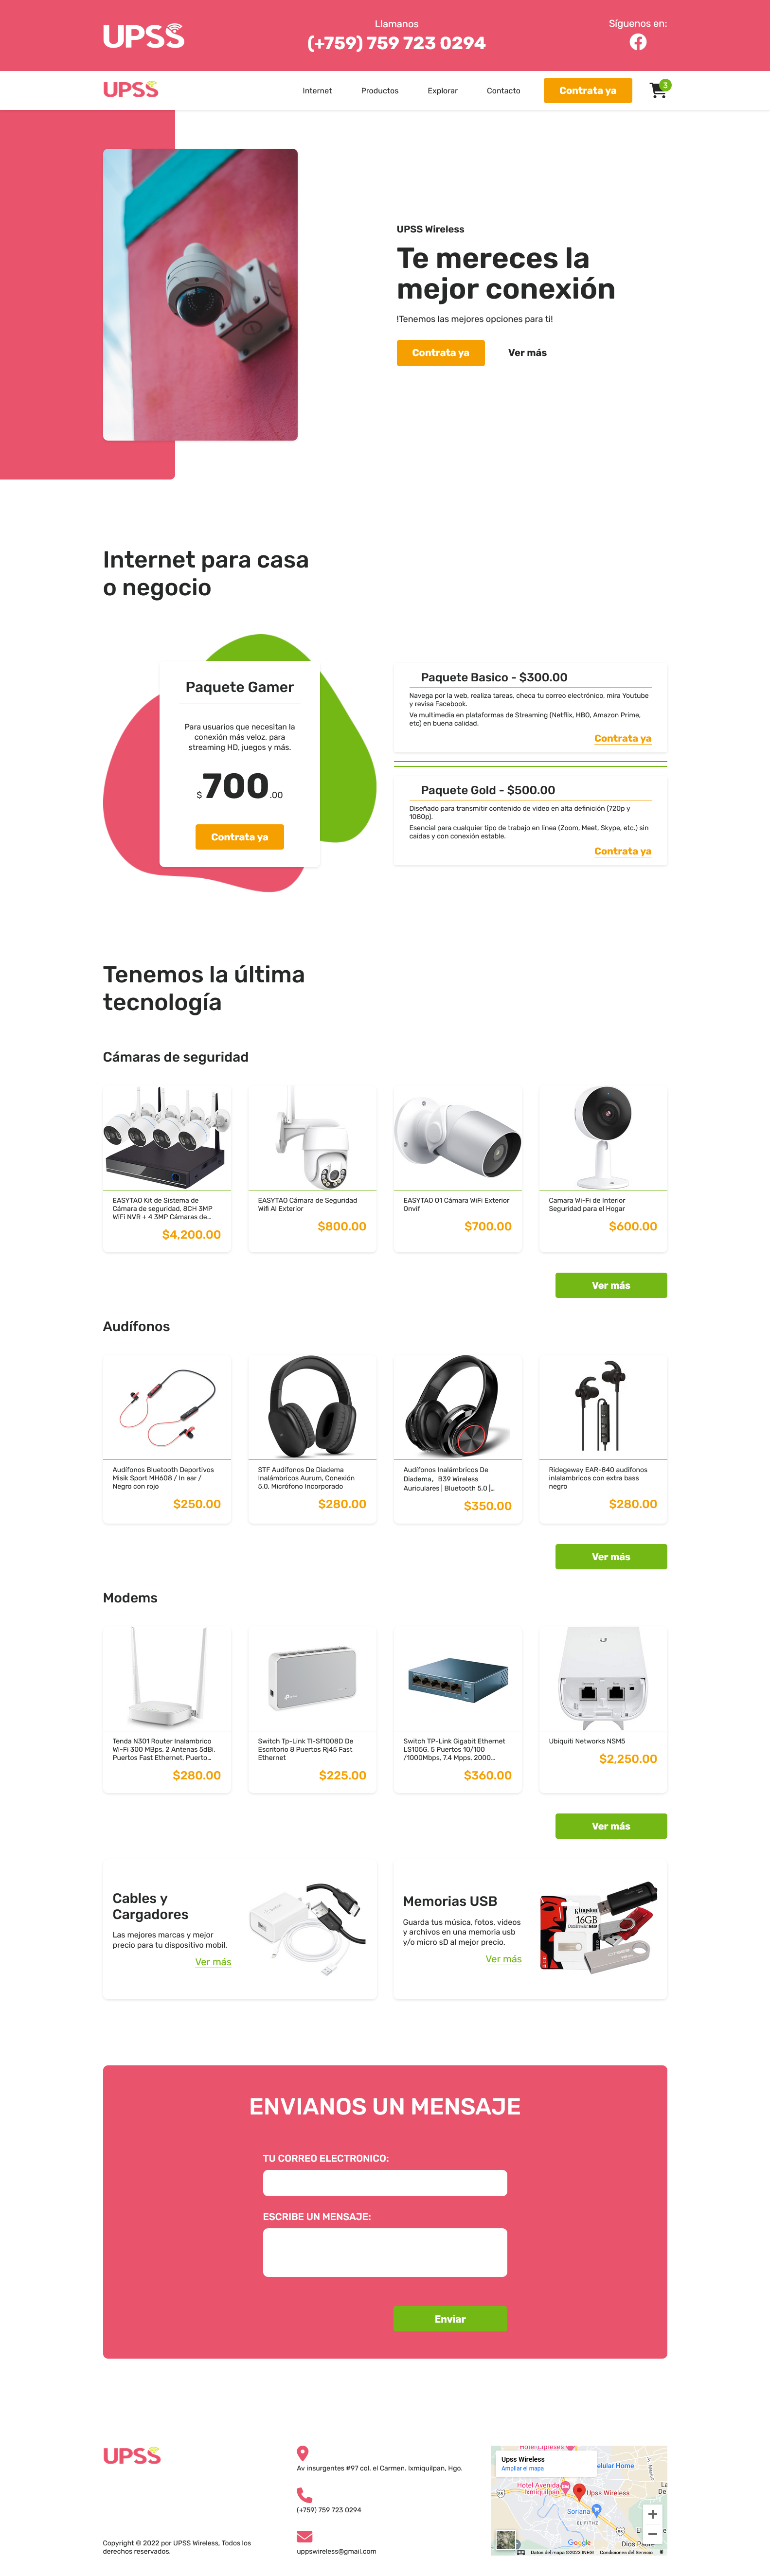 UPSS
Llamanos
(+759) 759 723 0294
Síguenos en:
UPSS
Internet
Productos
Explorar
Contacto
Contrata ya
3
UPSS Wireless
Te mereces la
mejor conexión
!Tenemos las mejores opciones para ti!
Contrata ya
Ver más
Internet para casa
o negocio
Paquete Gamer
Para usuarios que necesitan la
conexión más veloz, para
streaming HD, juegos y más.
$ 700 .00
Contrata ya
Paquete Basico - $300.00
Navega por la web, realiza tareas, checa tu correo electrónico, mira Youtube
y revisa Facebook.
Ve multimedia en plataformas de Streaming (Netflix, HBO, Amazon Prime,
etc) en buena calidad.
Contrata ya
Paquete Gold - $500.00
Diseñado para transmitir contenido de video en alta definición (720p y
1080p).
Esencial para cualquier tipo de trabajo en linea (Zoom, Meet, Skype, etc.) sin
caidas y con conexión estable.
Contrata ya
Tenemos la última
tecnología
Cámaras de seguridad
EASYTAO Kit de Sistema de
Cámara de seguridad, 8CH 3MP
WiFi NVR + 4 3MP Cámaras de...
$4,200.00
EASYTAO Cámara de Seguridad
Wifi AI Exterior
$800.00
EASYTAO O1 Cámara WiFi Exterior
Onvif
$700.00
Camara Wi-Fi de Interior
Seguridad para el Hogar
$600.00
Ver más
Audífonos
Audífonos Bluetooth Deportivos
Misik Sport MH608 / In ear /
Negro con rojo
$250.00
STF Audífonos De Diadema
Inalámbricos Aurum, Conexión
5.0, Micrófono Incorporado
$280.00
Audífonos Inalámbricos De
Diadema，B39 Wireless
Auriculares | Bluetooth 5.0 |...
$350.00
Ridgeway EAR-840 audifonos
inlalambricos con extra bass
negro
$280.00
Ver más
Modems
Tenda N301 Router Inalambrico
Wi-Fi 300 MBps, 2 Antenas 5dBi,
Puertos Fast Ethernet, Puerto...
$280.00
Switch Tp-Link Tl-Sf1008D De
Escritorio 8 Puertos Rj45 Fast
Ethernet
$225.00
Switch TP-Link Gigabit Ethernet
LS105G, 5 Puertos 10/100
/1000Mbps, 7.4 Mpps, 2000...
$360.00
Ubiquiti Networks NSM5
$2,250.00
Ver más
Cables y
Cargadores
Las mejores marcas y mejor
precio para tu dispositivo mobil.
Ver más
Memorias USB
Guarda tus música, fotos, videos
y archivos en una memoria usb
y/o micro sD al mejor precio.
Ver más
Kingston
16GB
ENVIANOS UN MENSAJE
TU CORREO ELECTRONICO:
ESCRIBE UN MENSAJE:
Enviar
UPSS
Copyright © 2022 por UPSS Wireless, Todos los
derechos reservados.
Av insurgentes #97 col. el Carmen. Ixmiquilpan, Hgo.
(+759) 759 723 0294
uppswireless@gmail.com
Upss Wireless
Ampliar el mapa
elular Home
Hotel Avenida
Ixmiquilpan
Upss Wireless
Soriana
EL FITHZI
85
85
Google
Datos del mapa ©2023 INEGI
Condiciones del Servicio